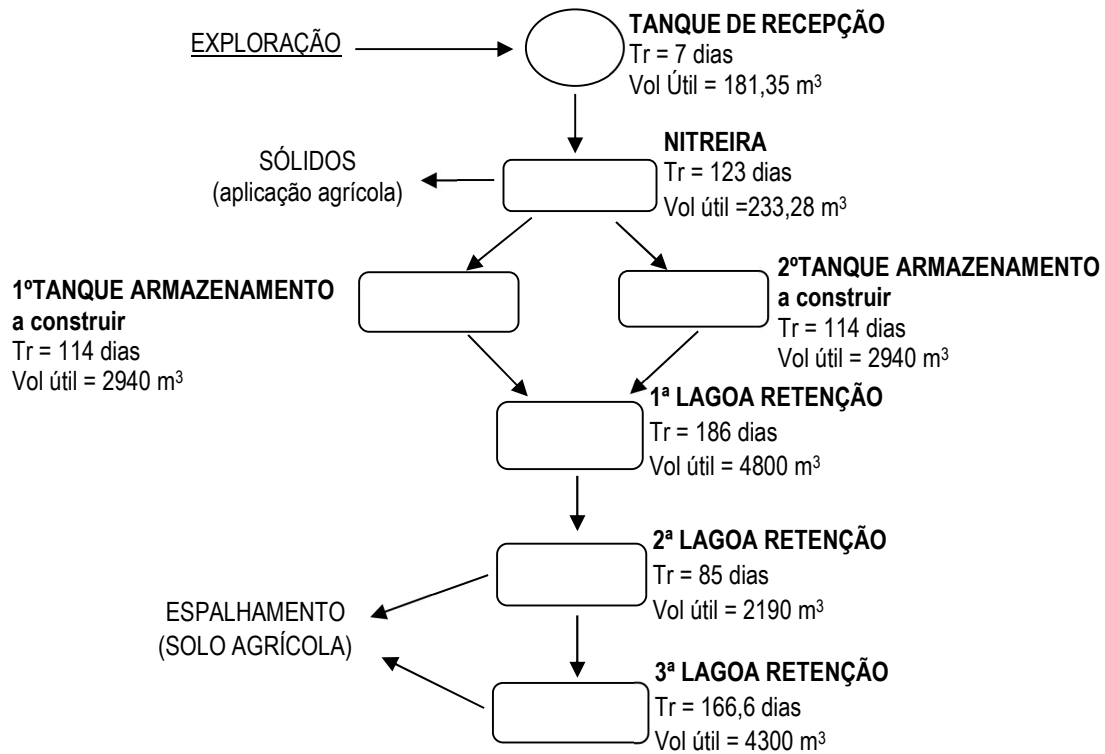 EXPLORAÇÃO
TANQUE DE RECEPÇÃO
Tr = 7 dias
Vol Útil = 181,35 m³
NITREIRA
Tr = 123 dias
Vol útil =233,28 m³
SÓLIDOS
(aplicação agrícola)
1ºTANQUE ARMAZENAMENTO
a construir
Tr = 114 dias
Vol útil = 2940 m³
2ºTANQUE ARMAZENAMENTO
a construir
Tr = 114 dias
Vol útil = 2940 m³
1ª LAGOA RETENÇÃO
Tr = 186 dias
Vol útil = 4800 m³
2ª LAGOA RETENÇÃO
Tr = 85 dias
Vol útil = 2190 m³
ESPALHAMENTO
(SOLO AGRÍCOLA)
3ª LAGOA RETENÇÃO
Tr = 166,6 dias
Vol útil = 4300 m³